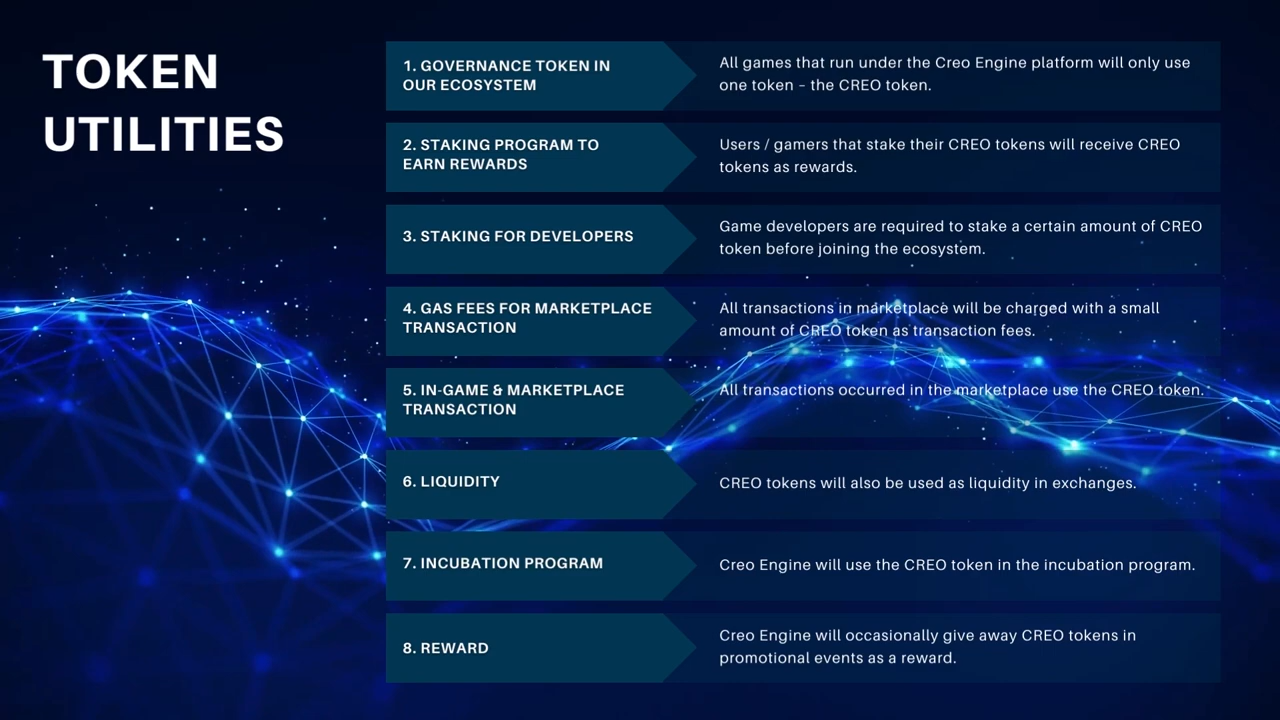 TOKEN
UTILITIES
1. GOVERNANCE TOKEN IN
OUR ECOSYSTEM
All games that run under the Creo Engine platform will only use
one token – the CREO token.
2. STAKING PROGRAM TO
EARN REWARDS
Users / gamers that stake their CREO tokens will receive CREO
tokens as rewards.
3. STAKING FOR DEVELOPERS
Game developers are required to stake a certain amount of CREO
token before joining the ecosystem.
4. GAS FEES FOR MARKETPLACE
TRANSACTION
All transactions in marketplace will be charged with a small
amount of CREO token as transaction fees.
5. IN-GAME & MARKETPLACE
TRANSACTION
All transactions occurred in the marketplace use the CREO token.
6. LIQUIDITY
CREO tokens will also be used as liquidity in exchanges.
7. INCUBATION PROGRAM
Creo Engine will use the CREO token in the incubation program.
8. REWARD
Creo Engine will occasionally give away CREO tokens in
promotional events as a reward.